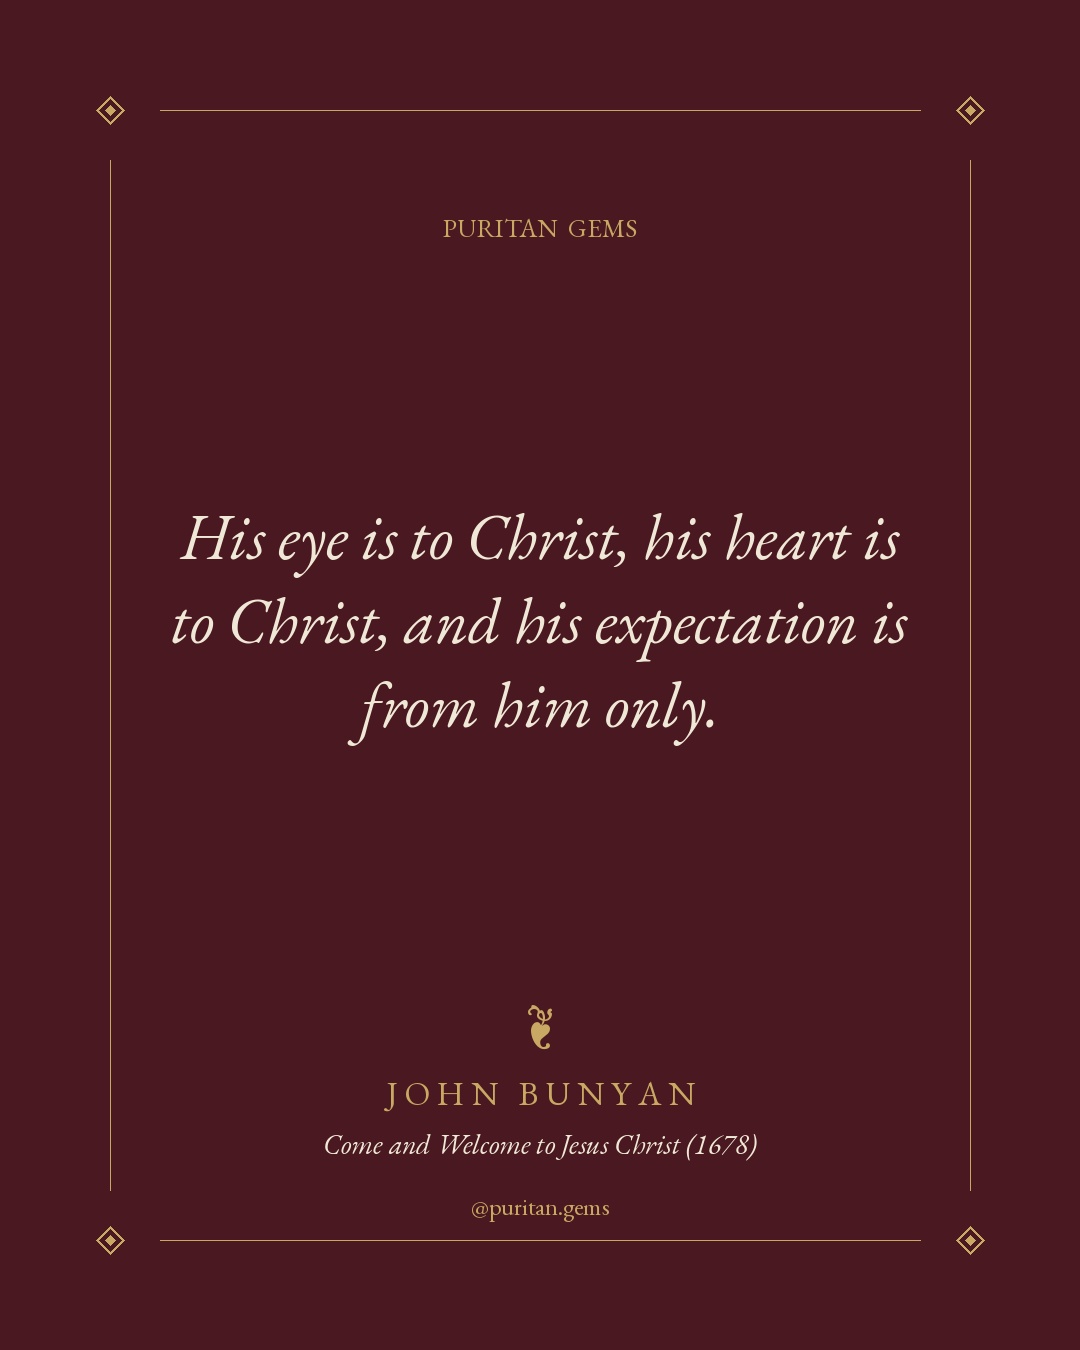 PURITAN GEMS
His eye is to Christ, his heart is
to Christ, and his expectation is
from him only.
JOHN BUNYAN
Come and Welcome to Jesus Christ (1678)
@puritan.gems